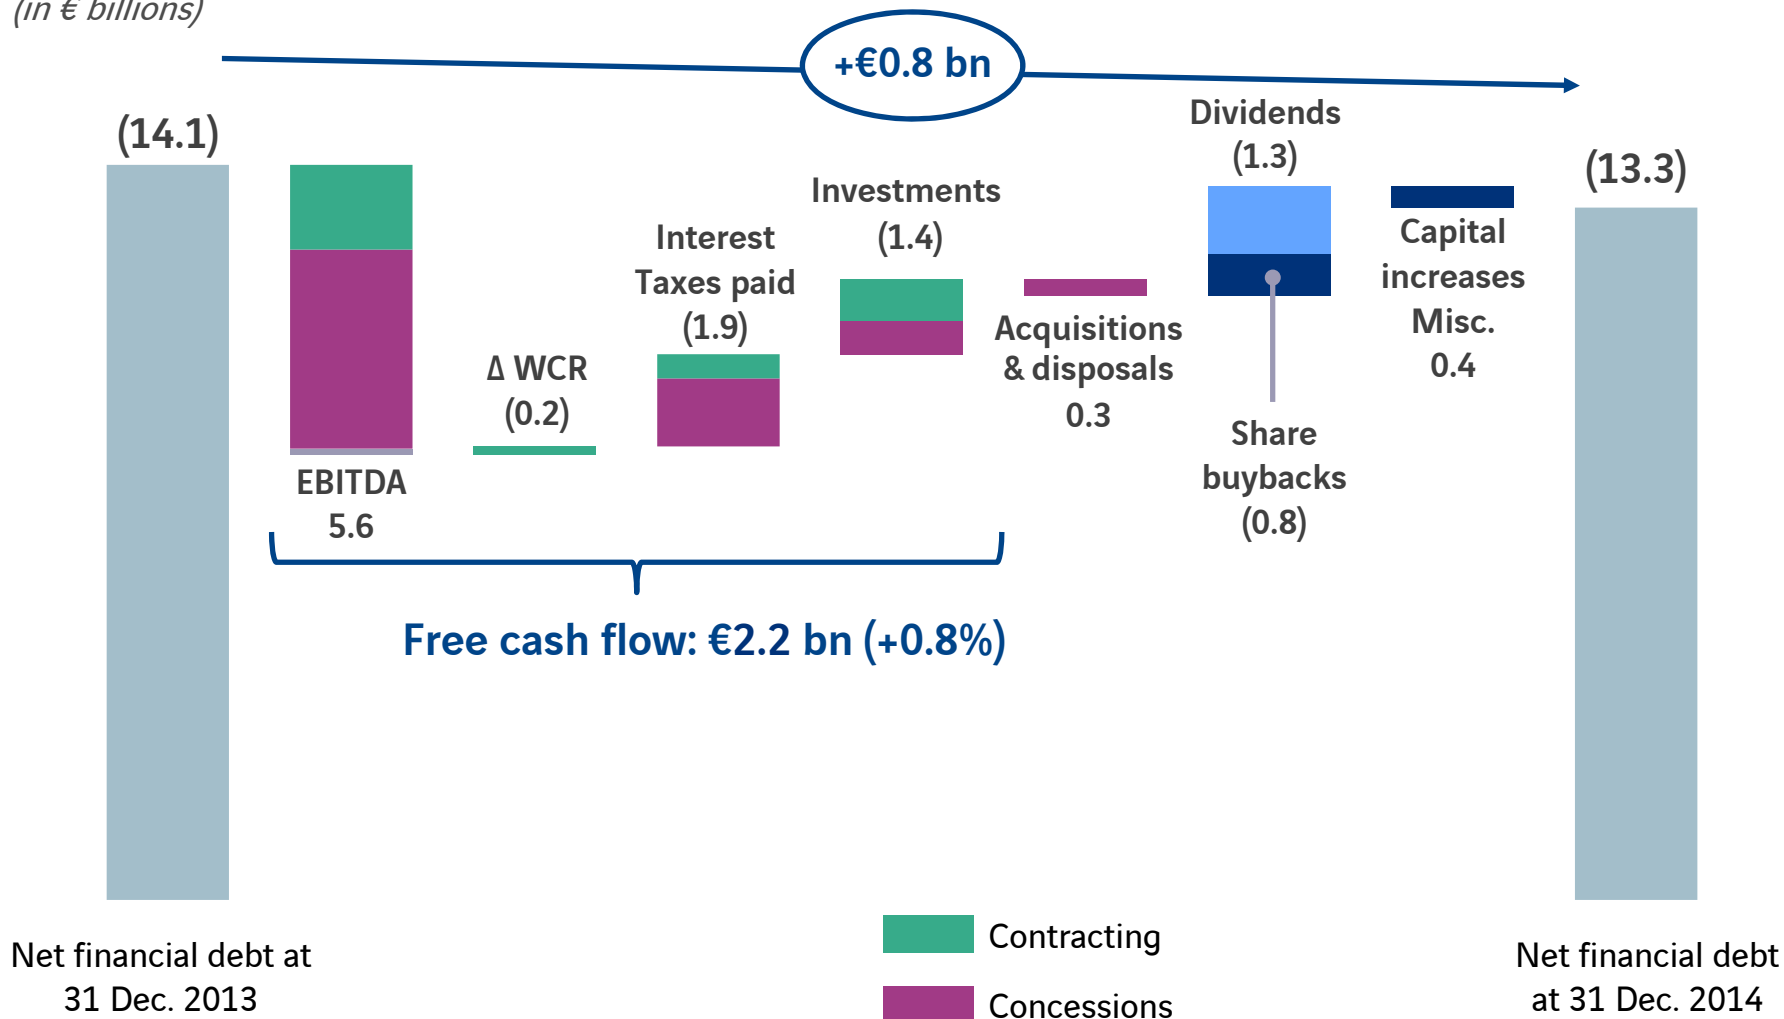 (in € billions)
+€0.8 bn
(14.1)
EBITDA
5.6
Δ WCR
(0.2)
Interest
Taxes paid
(1.9)
Investments
(1.4)
Acquisitions
& disposals
0.3
Dividends
(1.3)
Share
buybacks
(0.8)
Capital
increases
Misc.
0.4
(13.3)
Free cash flow: €2.2 bn (+0.8%)
Net financial debt at
31 Dec. 2013
Contracting
Concessions
Net financial debt
at 31 Dec. 2014